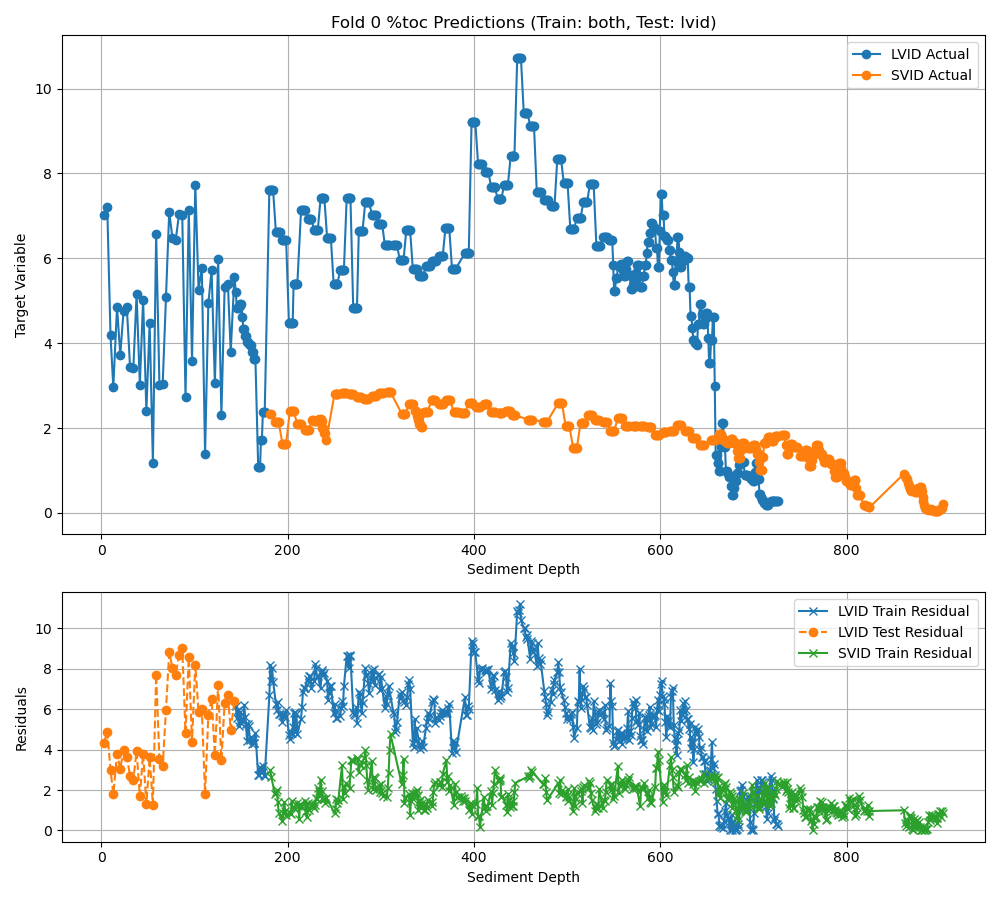 Fold 0 %toc Predictions (Train: both, Test: lvid)
LVID Actual
SVID Actual
Target Variable
10
8
6
4
2
0
0 200 400 600 800
Sediment Depth
LVID Train Residual
LVID Test Residual
SVID Train Residual
Residuals
10
8
6
4
2
0
0 200 400 600 800
Sediment Depth